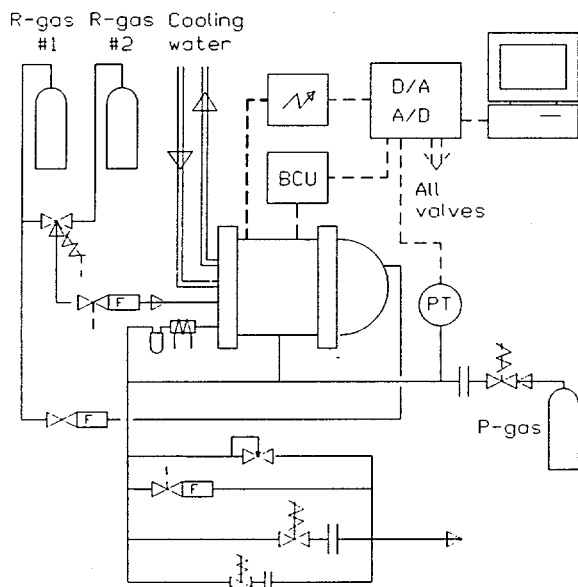 R-gas R-gas Cooling
#1 #2 water
D/A
A/D
BCU
All
valves
PT
F
F
P-gas
F